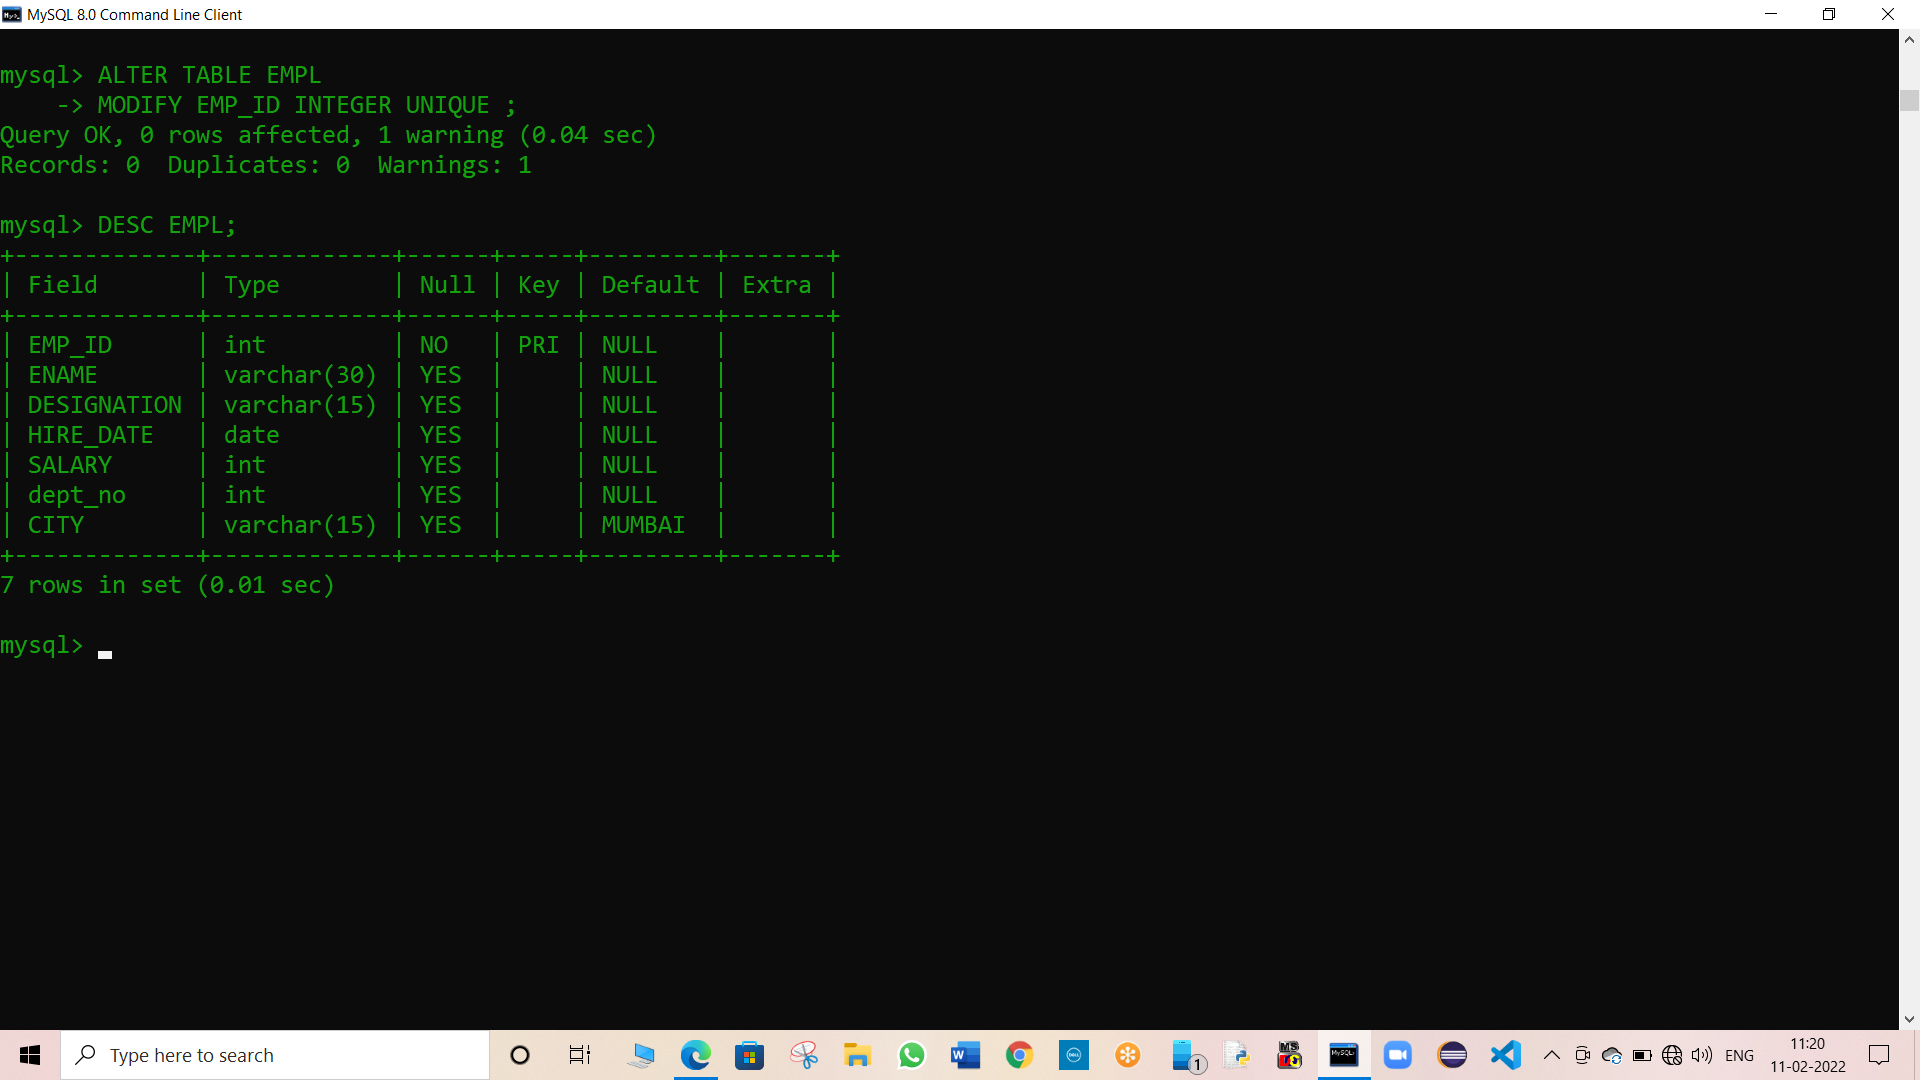 MySQL 8.0 Command Line Client
mysql> ALTER TABLE EMPL
    -> MODIFY EMP_ID INTEGER UNIQUE ;
Query OK, 0 rows affected, 1 warning (0.04 sec)
Records: 0  Duplicates: 0  Warnings: 1
mysql> DESC EMPL;
+-------------+-------------+------+-----+---------+-------+
| Field       | Type        | Null | Key | Default | Extra |
+-------------+-------------+------+-----+---------+-------+
| EMP_ID      | int         | NO   | PRI | NULL    |       |
| ENAME       | varchar(30) | YES  |     | NULL    |       |
| DESIGNATION | varchar(15) | YES  |     | NULL    |       |
| HIRE_DATE   | date        | YES  |     | NULL    |       |
| SALARY      | int         | YES  |     | NULL    |       |
| dept_no     | int         | YES  |     | NULL    |       |
| CITY        | varchar(15) | YES  |     | MUMBAI  |       |
+-------------+-------------+------+-----+---------+-------+
7 rows in set (0.01 sec)
mysql>
Type here to search
1
ENG
11:20
11-02-2022